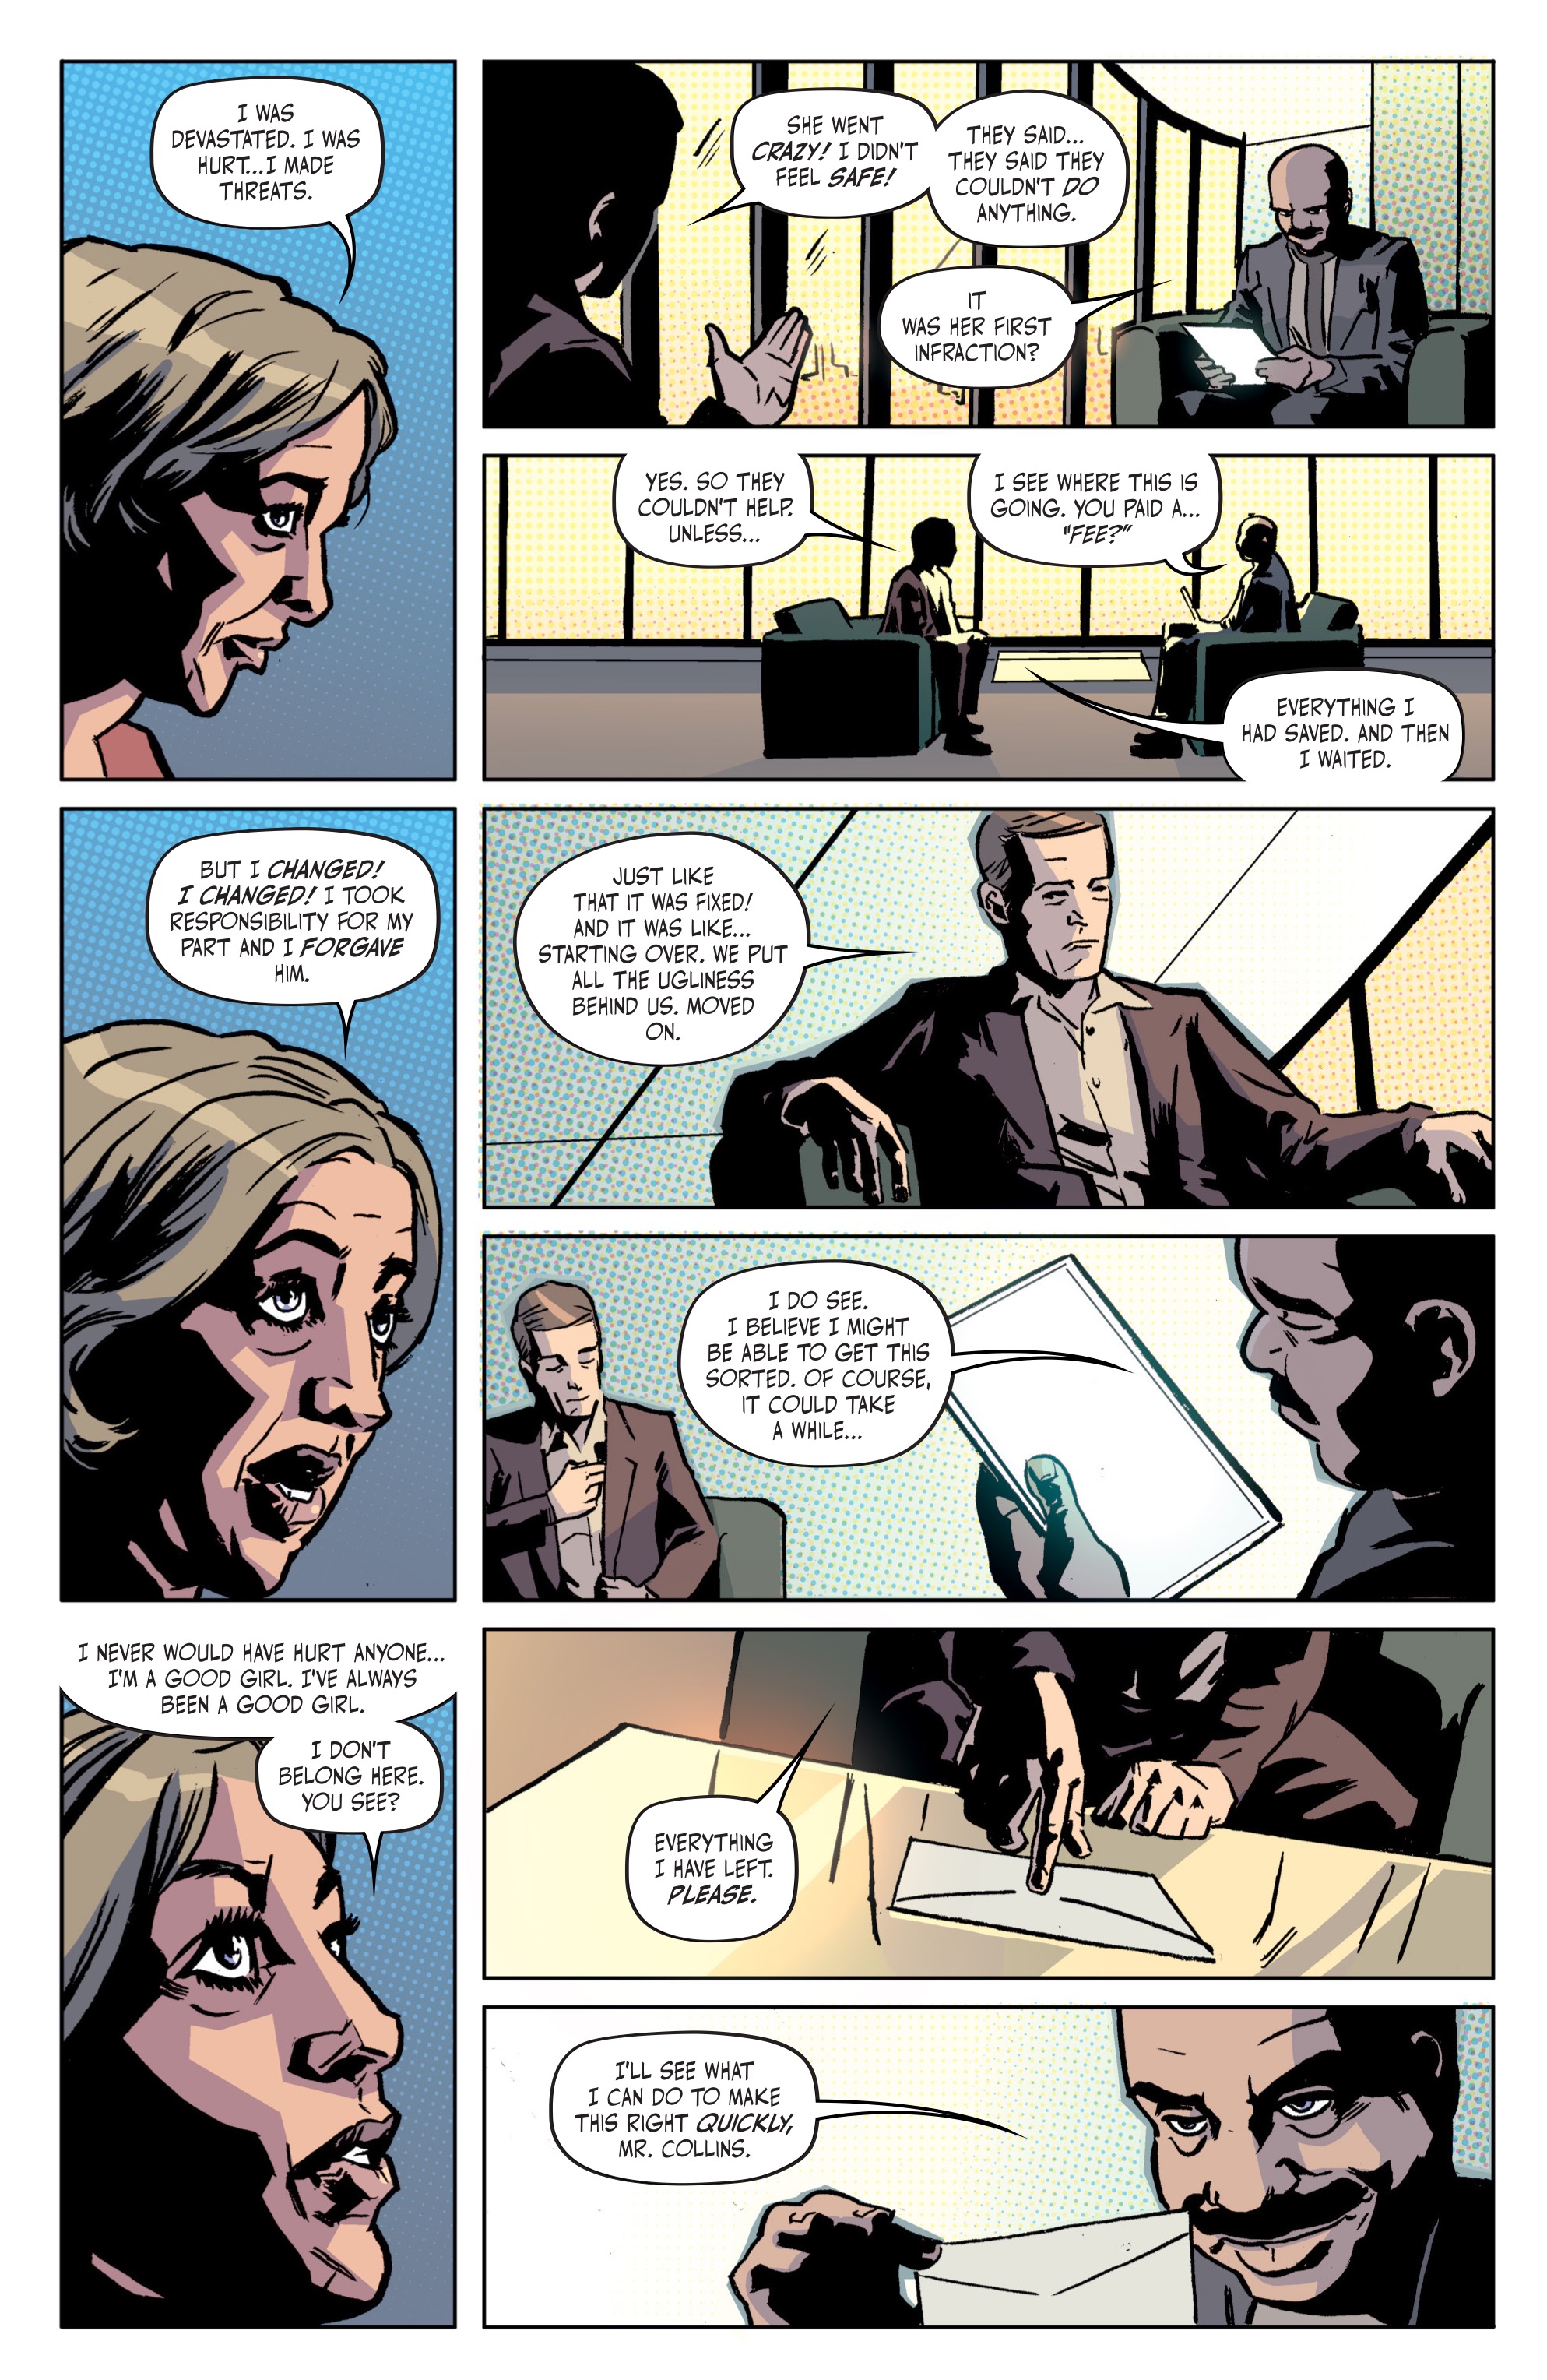 I WAS
DEVASTATED. I WAS
HURT...I MADE
THREATS.
SHE WENT
CRAZY! I DIDN'T
FEEL SAFE!
THEY SAID...
THEY SAID THEY
COULDN'T DO
ANYTHING.
IT
WAS HER FIRST
INFRACTION?
YES. SO THEY
COULDN'T HELP.
UNLESS...
I SEE WHERE THIS IS
GOING. YOU PAID A...
"FEE?"
EVERYTHING I
HAD SAVED. AND THEN
I WAITED.
BUT I CHANGED!
I CHANGED! I TOOK
RESPONSIBILITY FOR MY
PART AND I FORGAVE
HIM.
JUST LIKE
THAT IT WAS FIXED!
AND IT WAS LIKE...
STARTING OVER. WE PUT
ALL THE UGLINESS
BEHIND US. MOVED
ON.
I DO SEE.
I BELIEVE I MIGHT
BE ABLE TO GET THIS
SORTED. OF COURSE,
IT COULD TAKE
A WHILE...
I NEVER WOULD HAVE HURT ANYONE...
I'M A GOOD GIRL. I'VE ALWAYS
BEEN A GOOD GIRL.
I DON'T
BELONG HERE.
YOU SEE?
EVERYTHING
I HAVE LEFT.
PLEASE.
I'LL SEE WHAT
I CAN DO TO MAKE
THIS RIGHT QUICKLY,
MR. COLLINS.